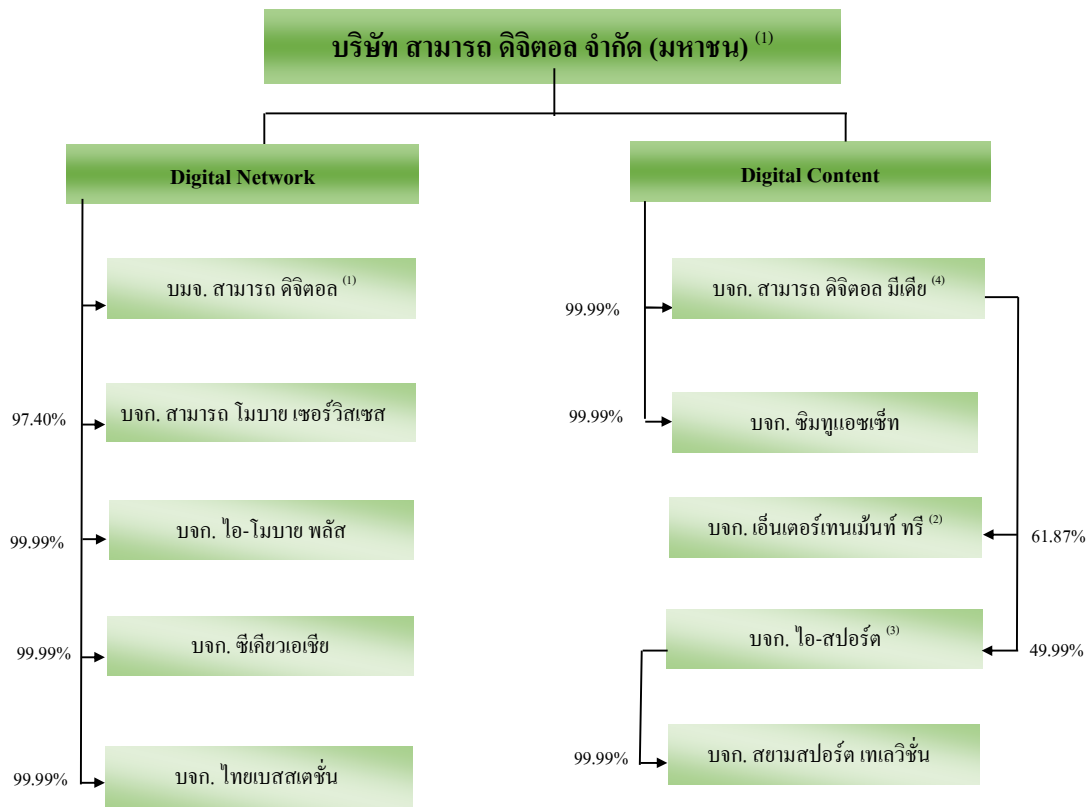 บริษัท สามารถ ดิจิตอล จำกัด (มหาชน) (1)
Digital Network
บมจ. สามารถ ดิจิตอล (1)
97.40%
บจก. สามารถ โมบาย เซอร์วิสเซส
99.99%
บจก. ไอ-โมบาย พลัส
99.99%
บจก. ซีเคียวเอเชีย
99.99%
บจก. ไทยเบสสเตชั่น
Digital Content
99.99%
บจก. สามารถ ดิจิตอล มีเดีย (4)
99.99%
บจก. ซิมทูแอซเซ็ท
บจก. เอ็นเตอร์เทนเม้นท์ ทรี (2)
61.87%
บจก. ไอ-สปอร์ต (3)
49.99%
99.99%
บจก. สยามสปอร์ต เทเลวิชั่น